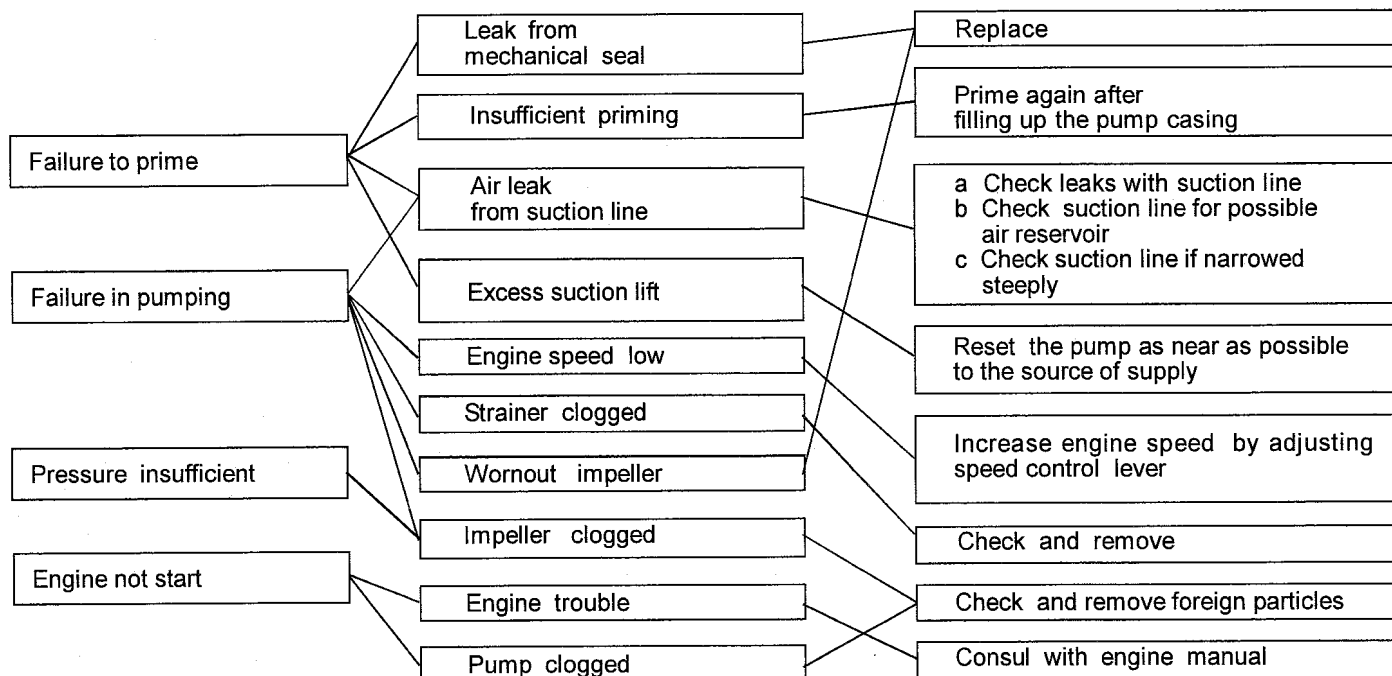 Failure to prime
Failure in pumping
Pressure insufficient
Engine not start
Leak from
mechanical seal
Insufficient priming
Air leak
from suction line
Excess suction lift
Engine speed low
Strainer clogged
Wornout impeller
Impeller clogged
Engine trouble
Pump clogged
Replace
Prime again after
filling up the pump casing
a Check leaks with suction line
b Check suction line for possible
air reservoir
c Check suction line if narrowed
steeply
Reset the pump as near as possible
to the source of supply
Increase engine speed by adjusting
speed control lever
Check and remove
Check and remove foreign particles
Consul with engine manual